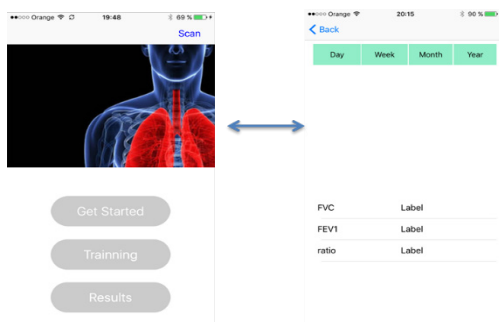 Orange 19:48 69 %
Scan
Get Started
Trainning
Results
Orange 20:15 90 %
Back
Day Week Month Year
FVC Label
FEV1 Label
ratio Label